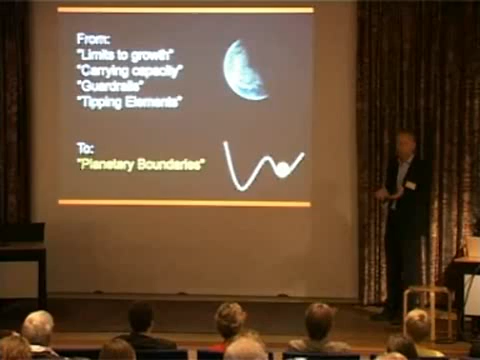 From:
"Limits to growth"
"Carrying capacity"
"Guardrails"
"Tipping Elements"
To:
"Planetary Boundaries"